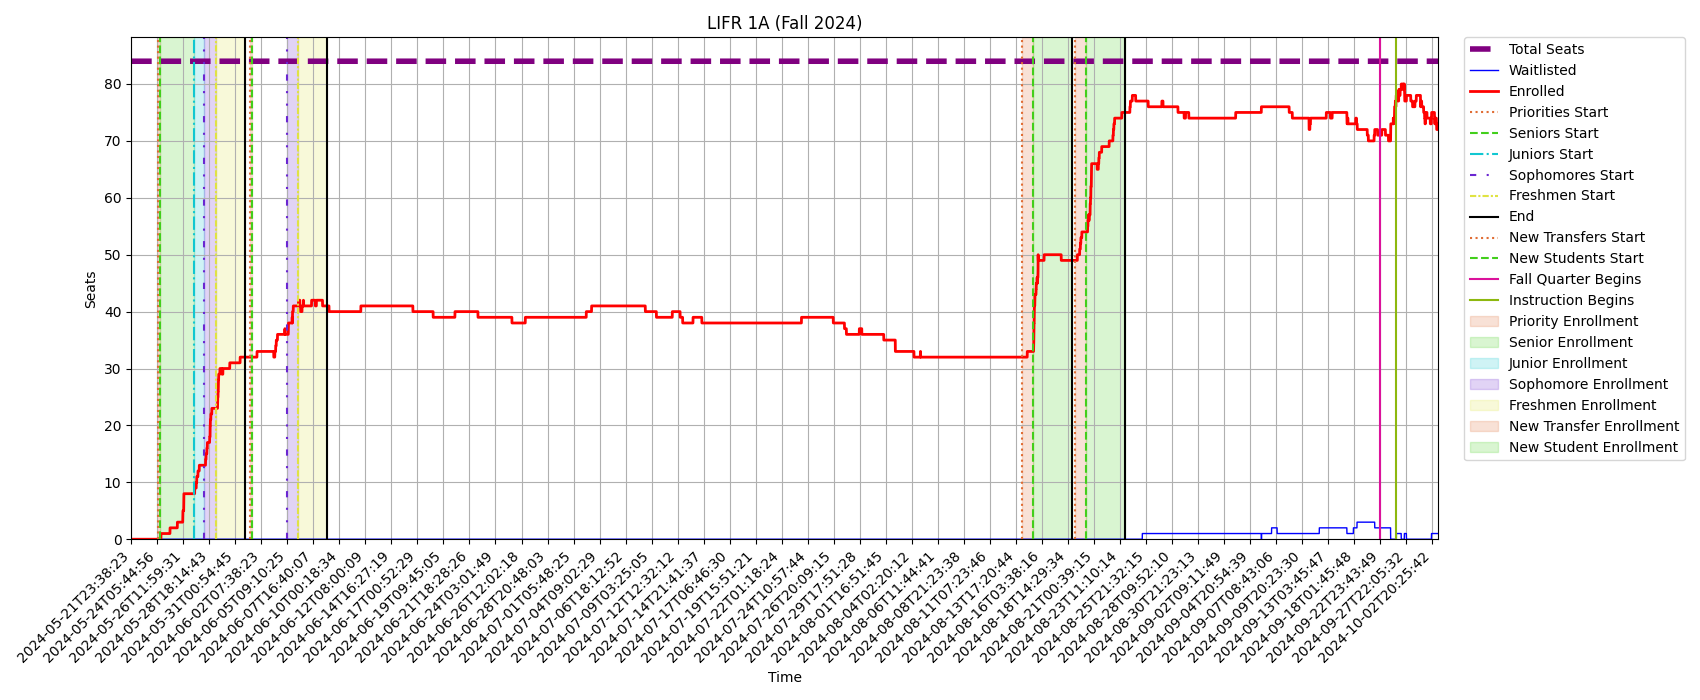 LIFR 1A (Fall 2024)
Seats
80
70
60
50
40
30
20
10
0
2024-05-21T23:38:23
2024-05-24T05:44:56
2024-05-26T11:59:31
2024-05-28T18:14:43
2024-05-31T00:54:45
2024-06-02T07:38:23
2024-06-05T09:10:25
2024-06-07T16:40:07
2024-06-10T00:18:34
2024-06-12T08:00:09
2024-06-14T16:27:19
2024-06-17T00:52:29
2024-06-19T09:45:05
2024-06-21T18:28:26
2024-06-24T03:01:49
2024-06-26T12:02:18
2024-06-28T20:48:03
2024-07-01T05:48:25
2024-07-04T09:02:29
2024-07-06T18:12:52
2024-07-09T03:25:05
2024-07-12T12:32:12
2024-07-14T21:41:37
2024-07-17T06:46:30
2024-07-19T15:51:21
2024-07-22T01:18:24
2024-07-24T10:57:44
2024-07-26T20:09:15
2024-07-29T17:51:28
2024-08-01T16:51:45
2024-08-04T02:20:12
2024-08-06T11:44:41
2024-08-08T21:23:38
2024-08-11T07:23:46
2024-08-13T17:20:44
2024-08-16T03:38:16
2024-08-18T14:29:34
2024-08-21T00:39:15
2024-08-23T11:10:14
2024-08-25T21:32:15
2024-08-28T09:52:10
2024-08-30T21:23:13
2024-09-02T09:11:49
2024-09-04T20:54:39
2024-09-07T08:43:06
2024-09-09T20:23:30
2024-09-13T03:45:47
2024-09-18T01:45:48
2024-09-22T23:43:49
2024-09-27T22:05:32
2024-10-02T20:25:42
Time
Total Seats
Waitlisted
Enrolled
Priorities Start
Seniors Start
Juniors Start
Sophomores Start
Freshmen Start
End
New Transfers Start
New Students Start
Fall Quarter Begins
Instruction Begins
Priority Enrollment
Senior Enrollment
Junior Enrollment
Sophomore Enrollment
Freshmen Enrollment
New Transfer Enrollment
New Student Enrollment